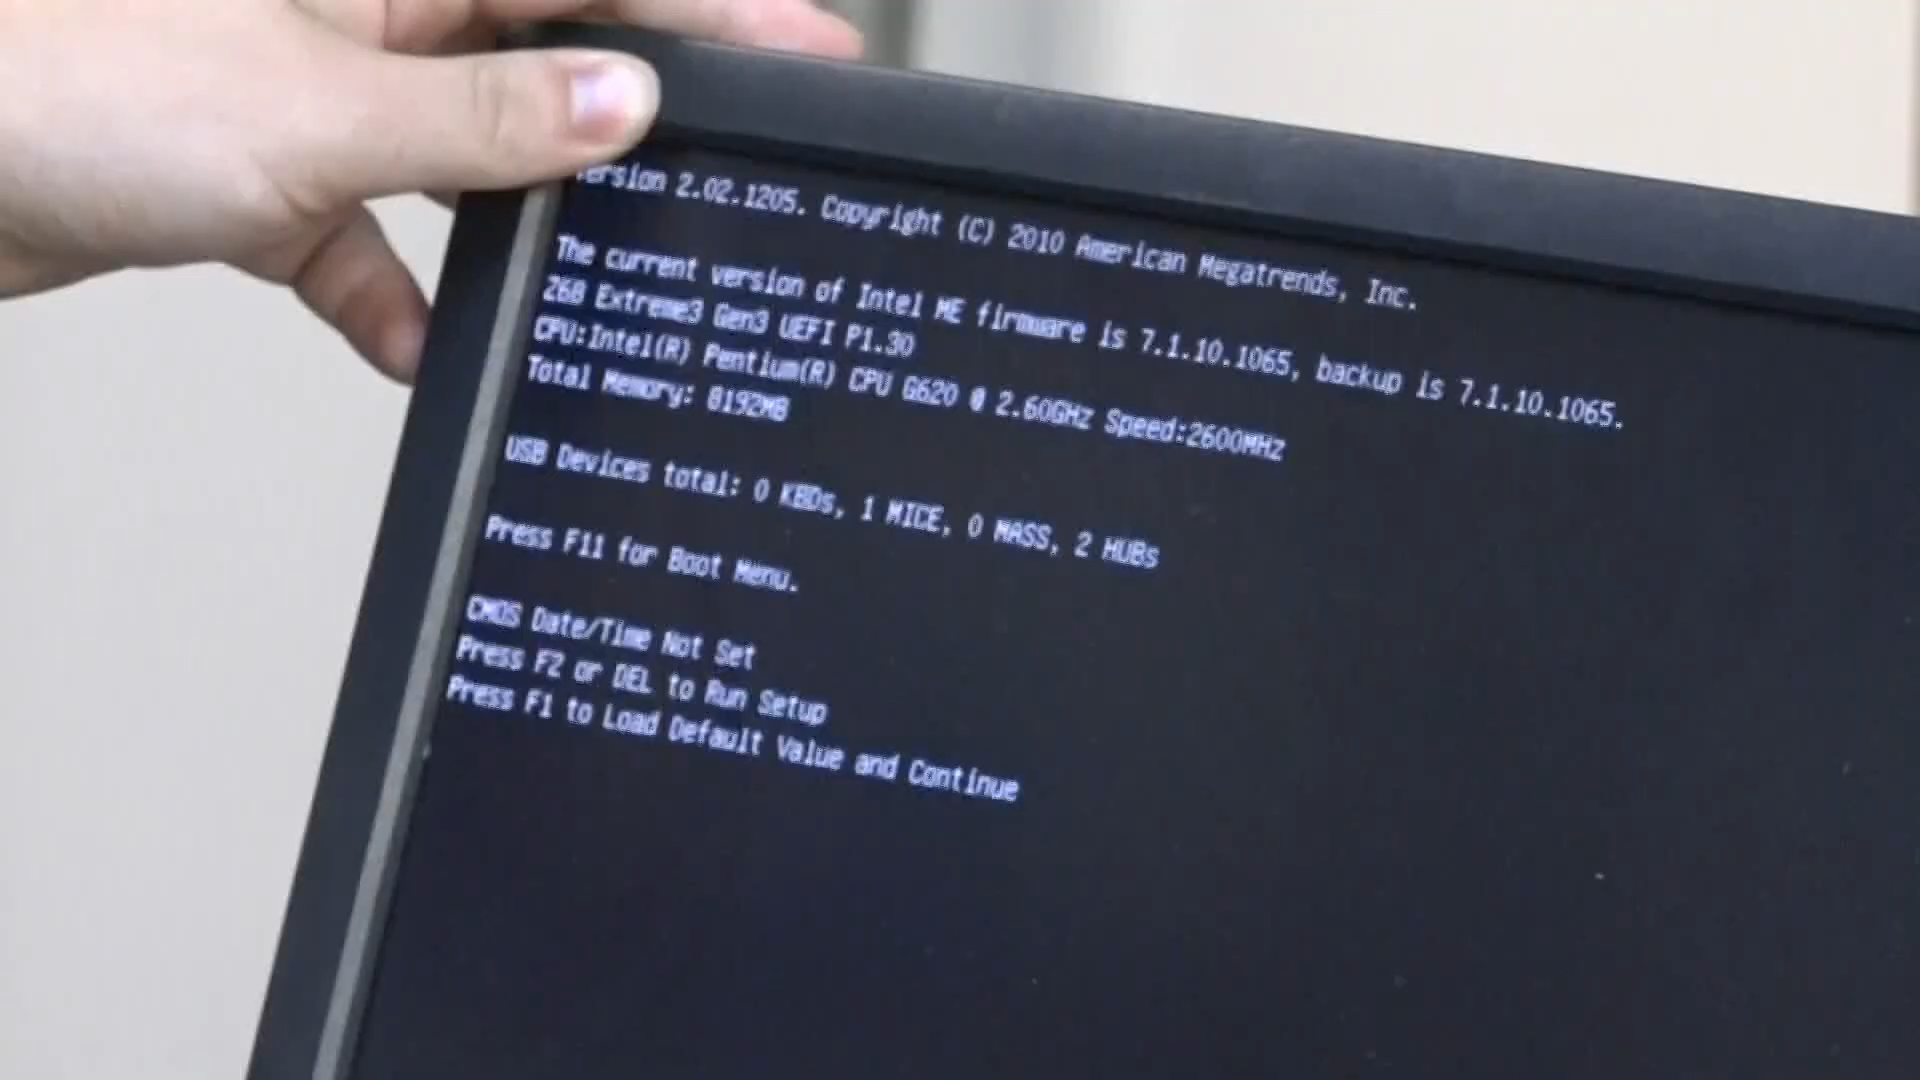 Version 2.02.1205. Copyright (C) 2010 American Megatrends, Inc.
The current version of Intel ME firmware is 7.1.10.1065, backup is 7.1.10.1065.
Z68 Extreme3 Gen3 UEFI P1.30
CPU:Intel(R) Pentium(R) CPU G620 @ 2.60GHz Speed:2600MHz
Total Memory: 8192MB
USB Devices total: 0 KBDs, 1 MICE, 0 MASS, 2 HUBs
Press F11 for Boot Menu.
CMOS Date/Time Not Set
Press F2 or DEL to Run Setup
Press F1 to Load Default Value and Continue